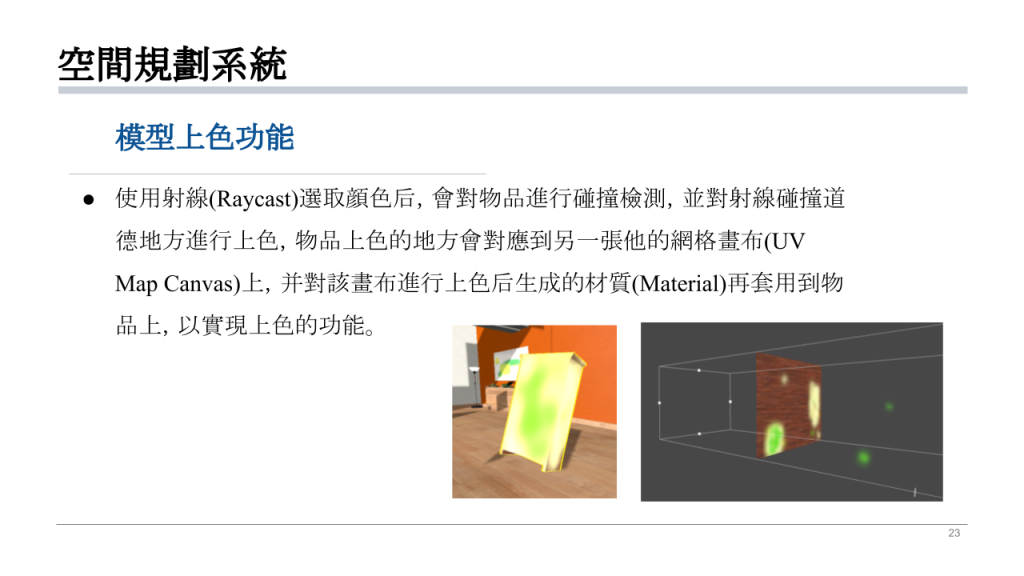 空間規劃系統
模型上色功能
● 使用射線(Raycast)選取顏色后, 會對物品進行碰撞檢測, 並對射線碰撞道
德地方進行上色, 物品上色的地方會對應到另一張他的網格畫布(UV
Map Canvas)上, 并對該畫布進行上色后生成的材質(Material)再套用到物
品上, 以實現上色的功能。
23